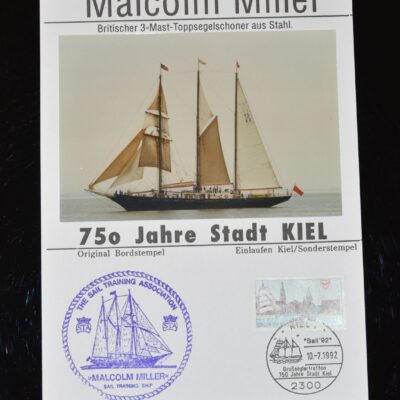 Malcolm Miller
Britischer 3-Mast-Toppsegelschoner aus Stahl.
75o Jahre Stadt KIEL
Original Bordstempel
Einlaufen Kiel/Sonderstempel
THE SAIL TRAINING ASSOCIATION
STA
STA
»MALCOLM MILLER«
SAIL TRAINING SHIP
KIEL
"Sail'92"
10.-7.1992
Großseglertreffen
750 Jahre Stadt Kiel
2300